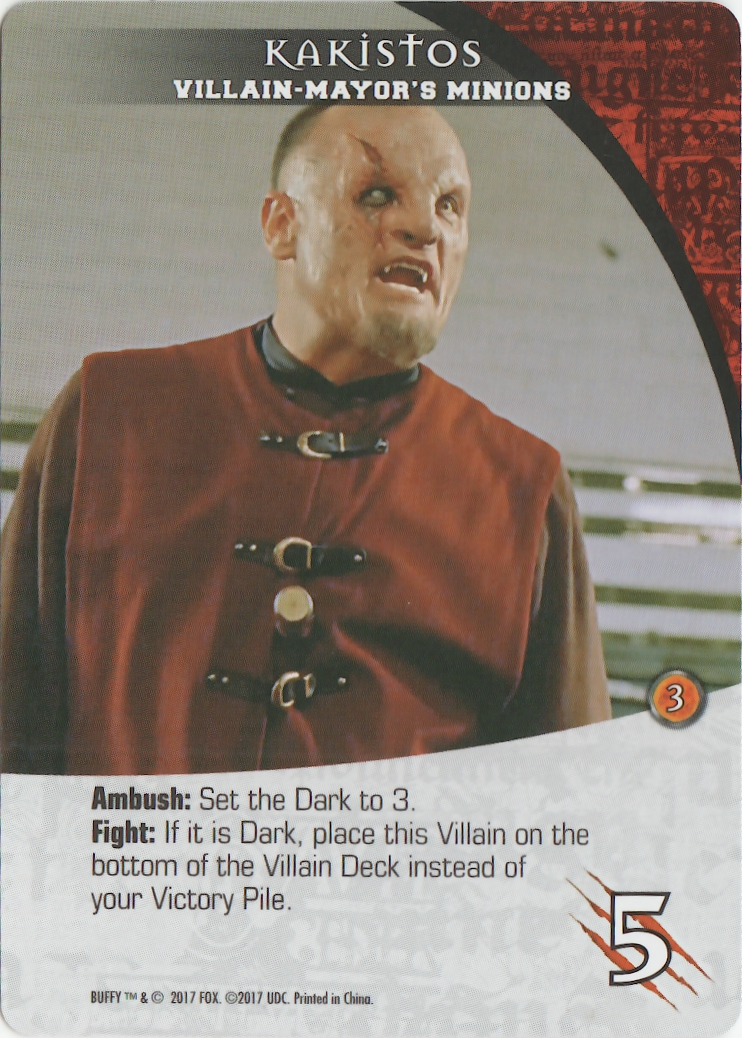 KAKISTOS
VILLAIN-MAYOR'S MINIONS
3
Ambush: Set the Dark to 3.
Fight: If it is Dark, place this Villain on the
bottom of the Villain Deck instead of
your Victory Pile.
5
BUFFY™ & © 2017 FOX. ©2017 UDC. Printed in China.